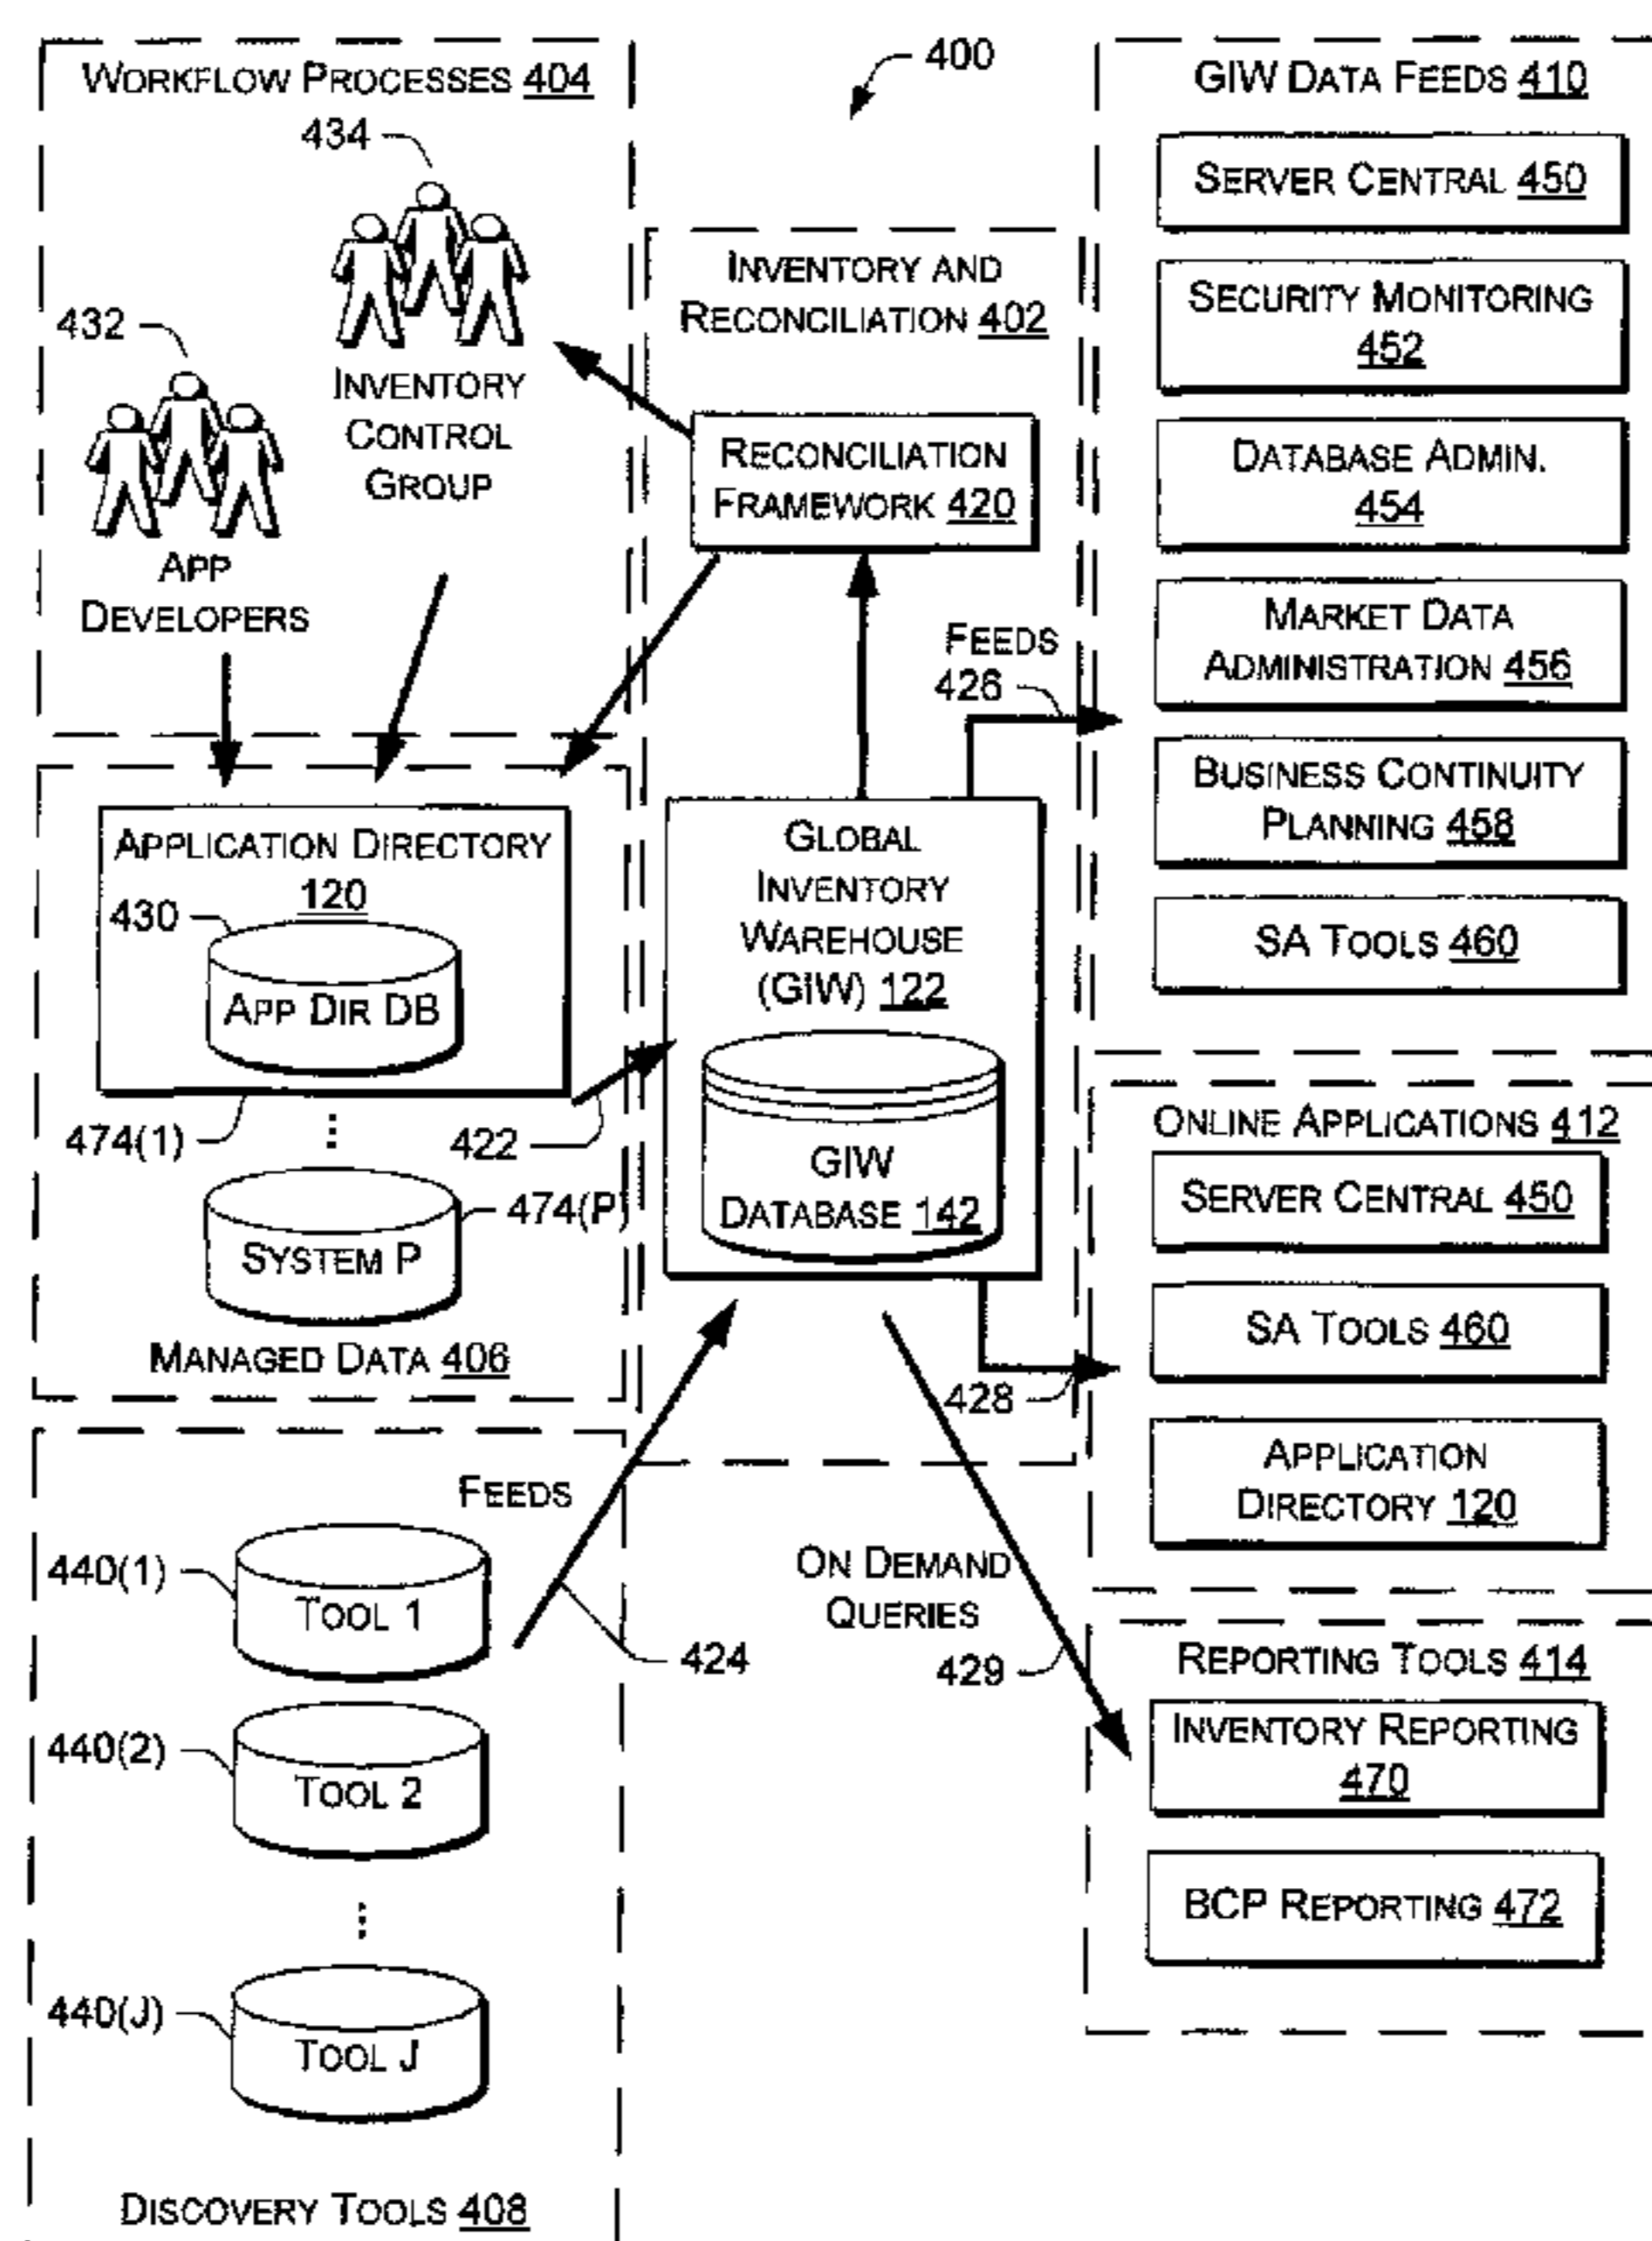 400
WORKFLOW PROCESSES 404
434
432
INVENTORY
CONTROL
GROUP
APP
DEVELOPERS
INVENTORY AND
RECONCILIATION 402
RECONCILIATION
FRAMEWORK 420
FEEDS
426
APPLICATION DIRECTORY
120
430
APP DIR DB
474(1)
⋮
422
474(P)
SYSTEM P
MANAGED DATA 406
GLOBAL
INVENTORY
WAREHOUSE
(GIW) 122
GIW
DATABASE 142
428
FEEDS
440(1)
TOOL 1
424
440(2)
TOOL 2
⋮
440(J)
TOOL J
DISCOVERY TOOLS 408
ON DEMAND
QUERIES
429
GIW DATA FEEDS 410
SERVER CENTRAL 450
SECURITY MONITORING
452
DATABASE ADMIN.
454
MARKET DATA
ADMINISTRATION 456
BUSINESS CONTINUITY
PLANNING 458
SA TOOLS 460
ONLINE APPLICATIONS 412
SERVER CENTRAL 450
SA TOOLS 460
APPLICATION
DIRECTORY 120
REPORTING TOOLS 414
INVENTORY REPORTING
470
BCP REPORTING 472